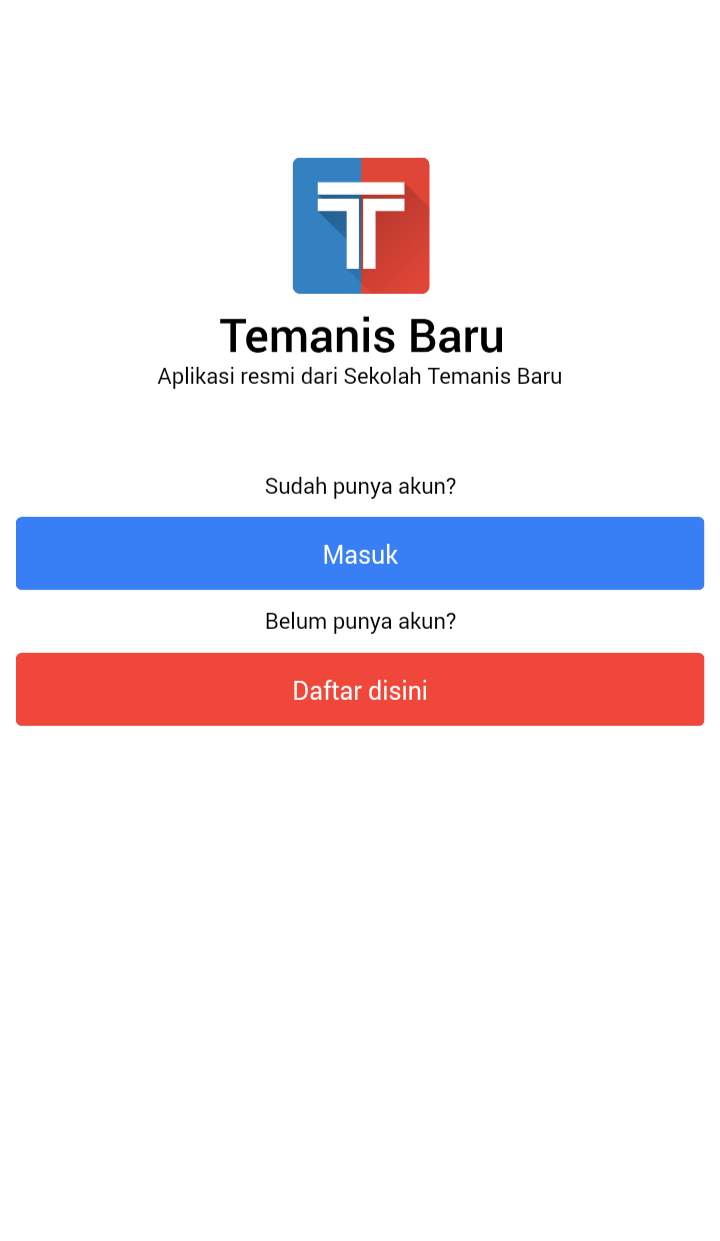 Temanis Baru
Aplikasi resmi dari Sekolah Temanis Baru
Sudah punya akun?
Masuk
Belum punya akun?
Daftar disini